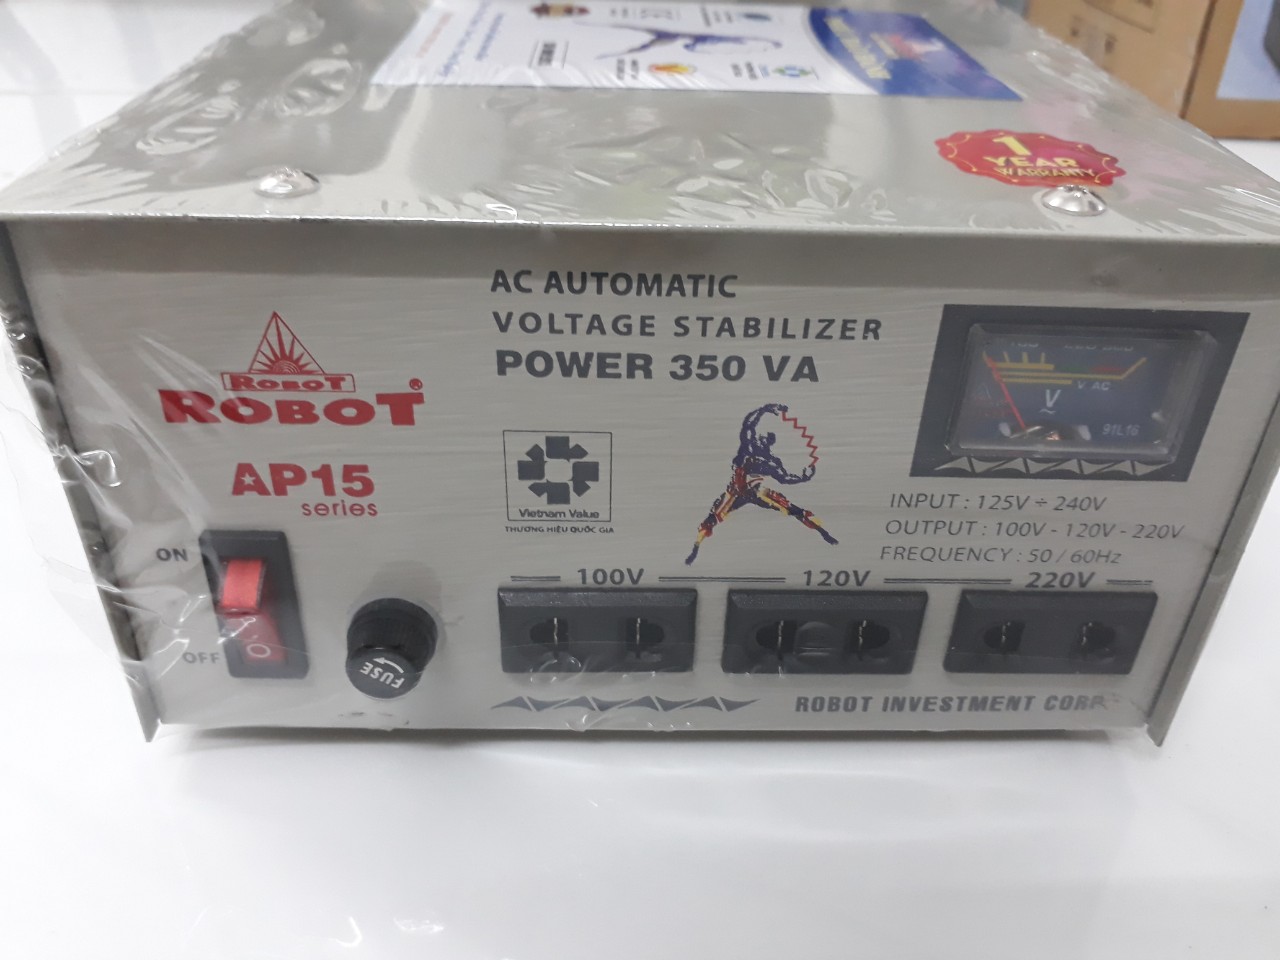 1
YEAR
WARRANTY
AC AUTOMATIC
VOLTAGE STABILIZER
POWER 350 VA
ROBOT
ROBOT®
AP15
series
Vietnam Value
THƯƠNG HIỆU QUỐC GIA
V AC
V
~
91L16
INPUT : 125V ÷ 240V
OUTPUT : 100V - 120V - 220V
FREQUENCY : 50 / 60Hz
ON
OFF
FUSE
100V 120V 220V
ROBOT INVESTMENT CORP